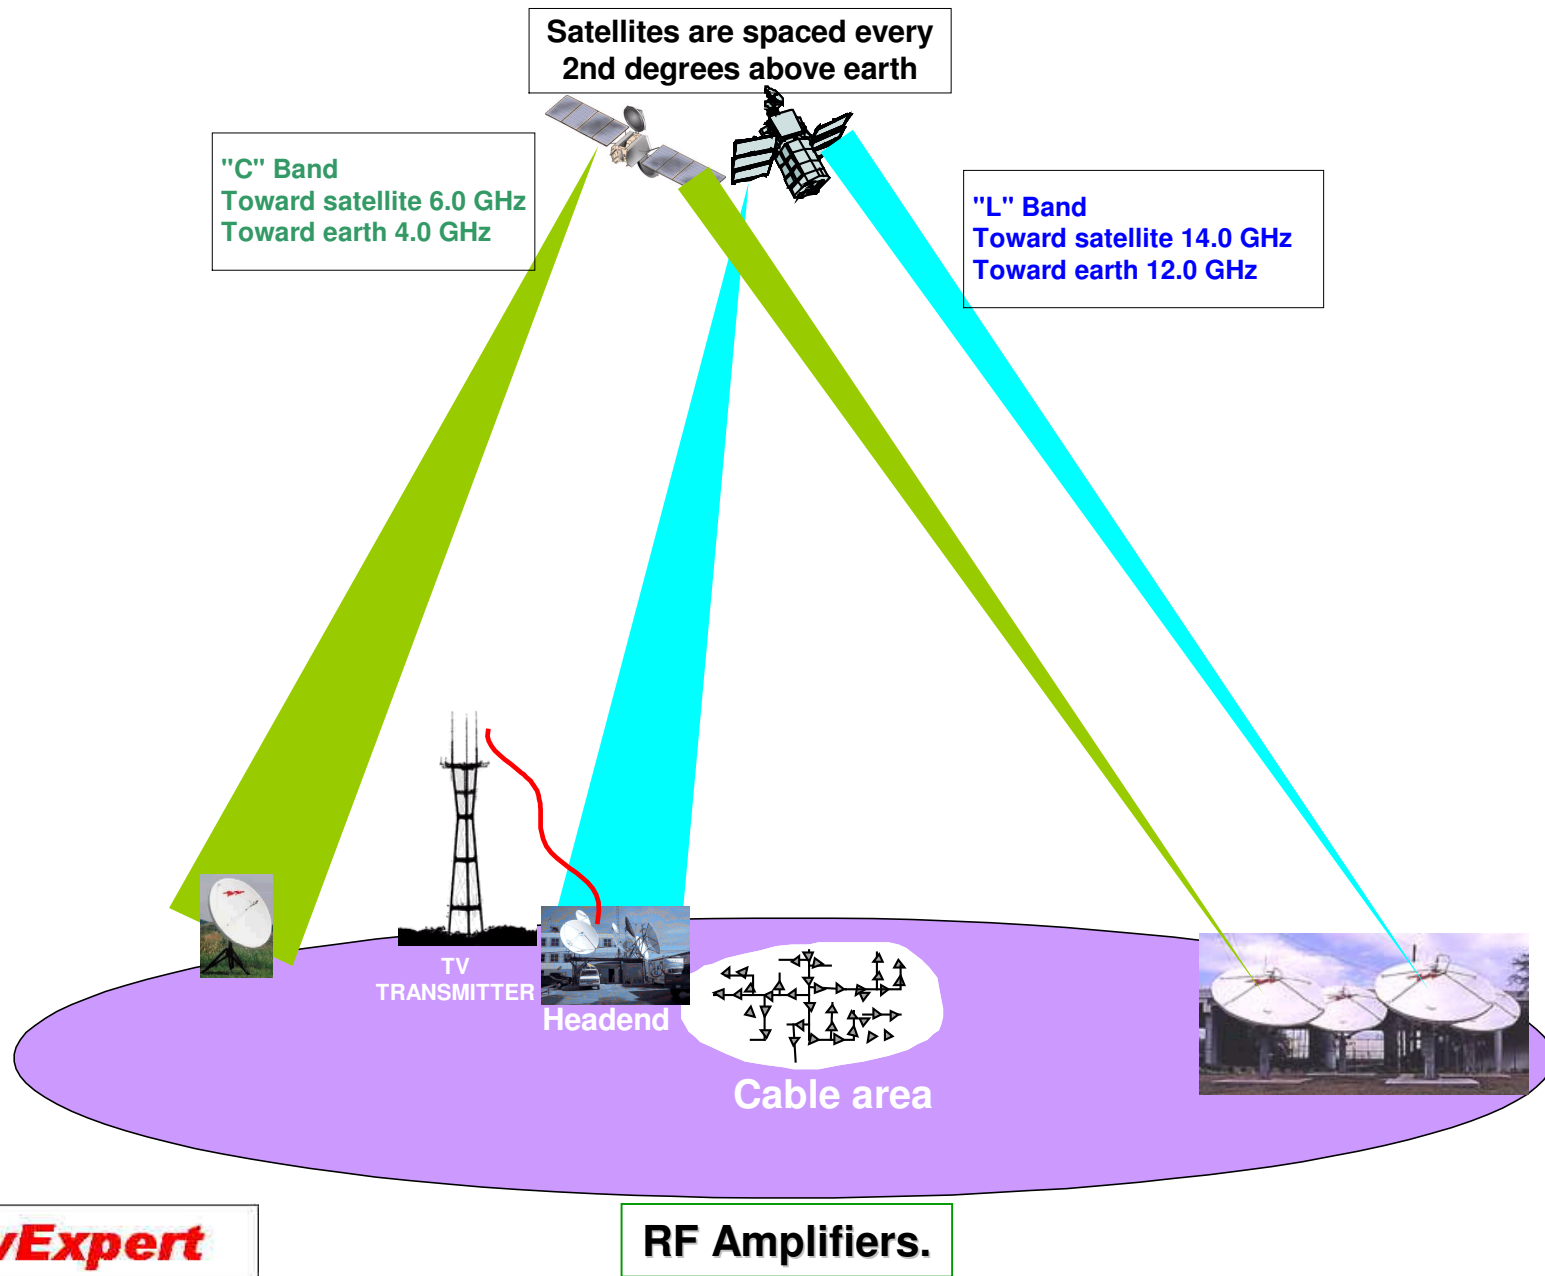 Satellites are spaced every
2nd degrees above earth
"C" Band
Toward satellite 6.0 GHz
Toward earth 4.0 GHz
"L" Band
Toward satellite 14.0 GHz
Toward earth 12.0 GHz
TV
TRANSMITTER
Headend
Cable area
vExpert
RF Amplifiers.